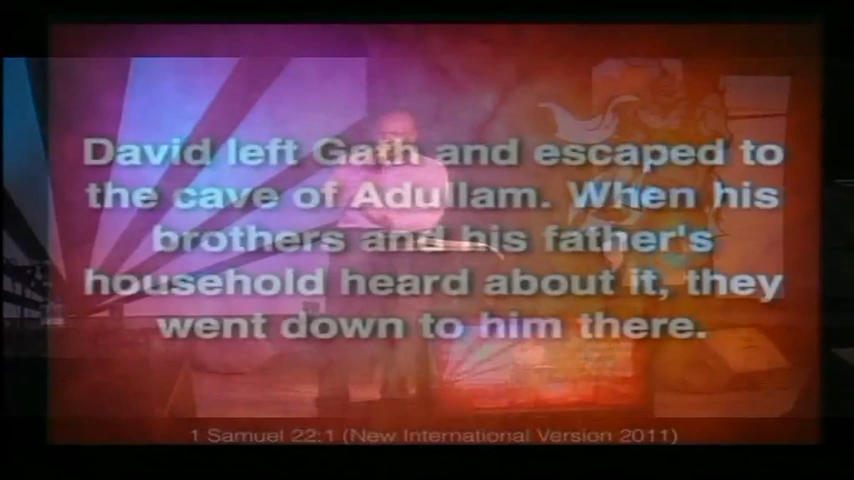 David left Gath and escaped to
the cave of Adullam. When his
brothers and his father's
household heard about it, they
went down to him there.
1 Samuel 22:1 (New International Version 2011)